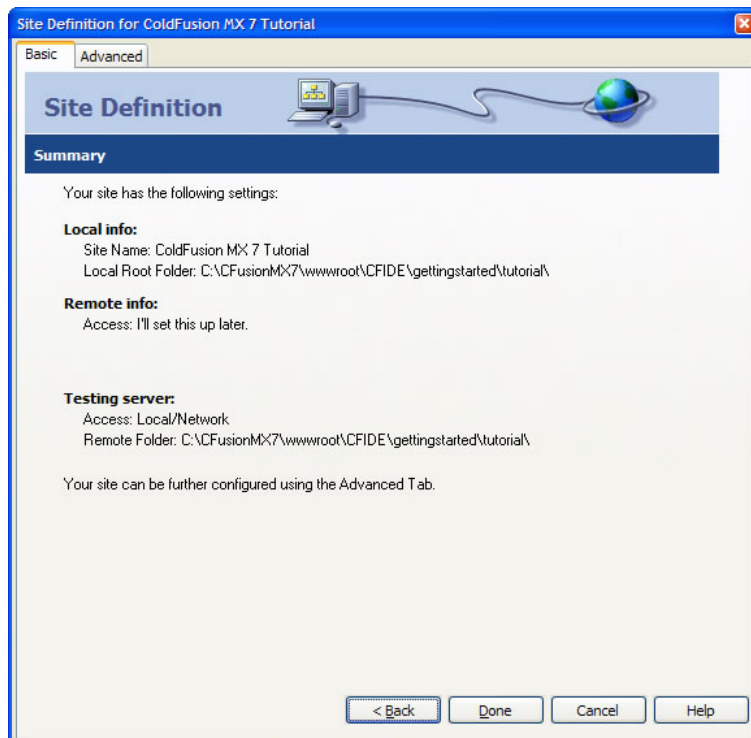 Site Definition for ColdFusion MX 7 Tutorial
Basic
Advanced
Site Definition
Summary
Your site has the following settings:
Local info:
Site Name: ColdFusion MX 7 Tutorial
Local Root Folder: C:\CFusionMX7\wwwroot\CFIDE\gettingstarted\tutorial\
Remote info:
Access: I'll set this up later.
Testing server:
Access: Local/Network
Remote Folder: C:\CFusionMX7\wwwroot\CFIDE\gettingstarted\tutorial\
Your site can be further configured using the Advanced Tab.
< Back
Done
Cancel
Help